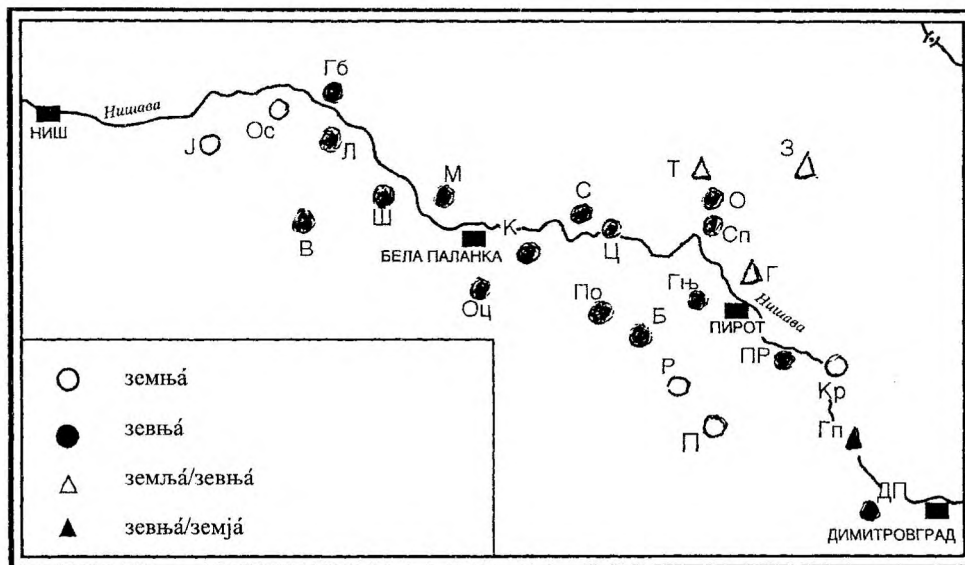 Гб
Нишава
НИШ
Ос
Ј
Л
Т
З
М
Ш
С
О
В
К
Сп
Ц
БЕЛА ПАЛАНКА
Г
Оц
По
Гњ
Нишава
Б
ПИРОТ
ПР
Р
Кр
П
Гп
ДП
ДИМИТРОВГРАД
земња́
зевња́
земља́/зевња́
зевња́/земја́